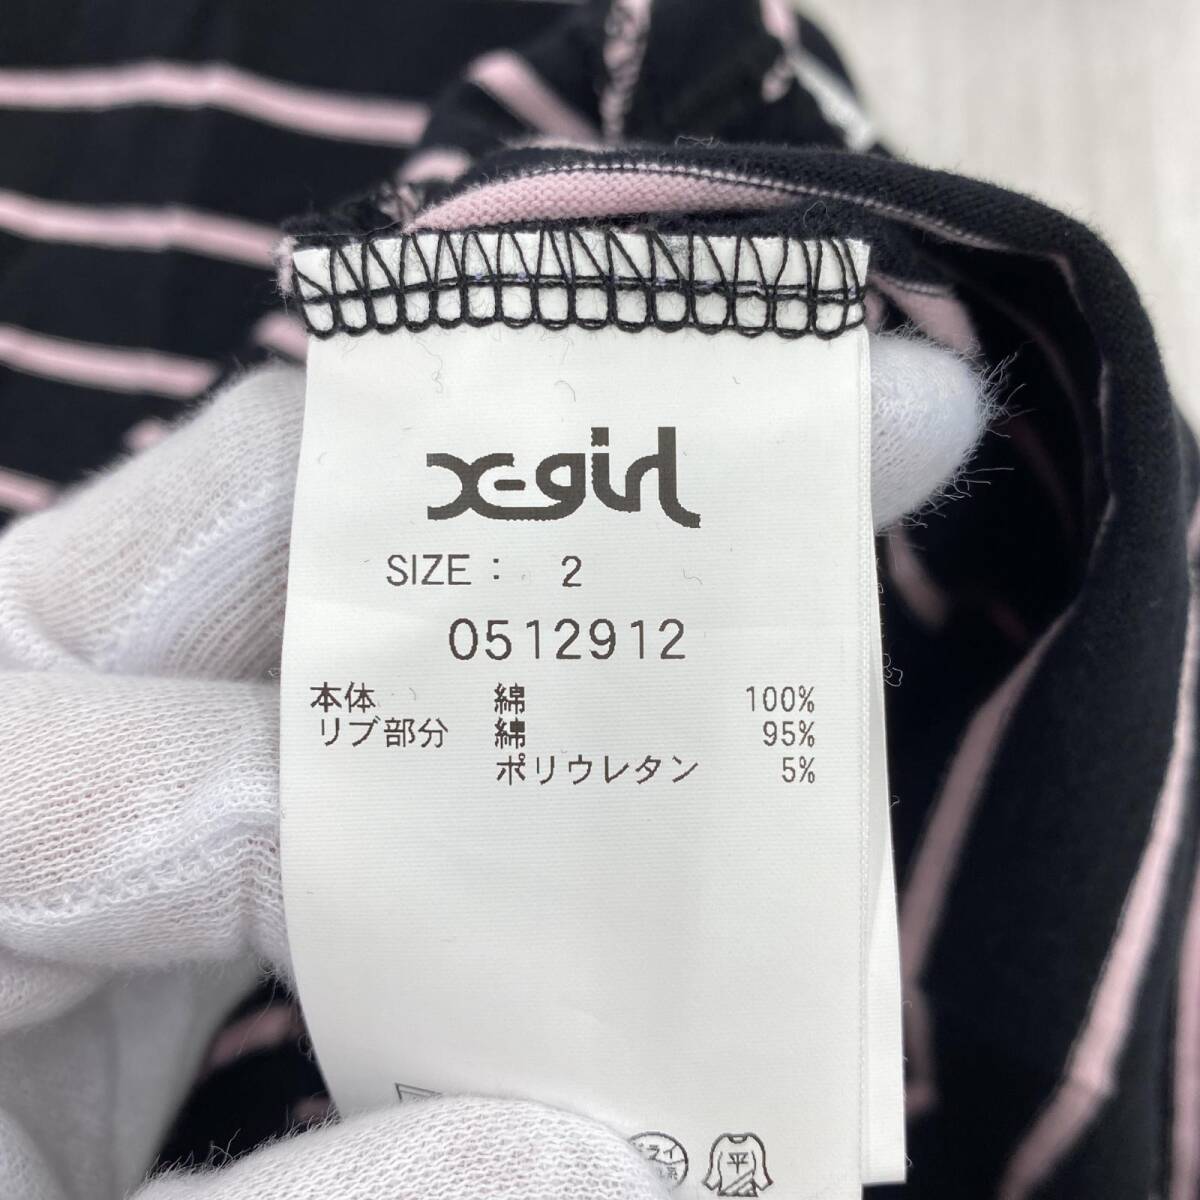 X-girl
SIZE : 2
0512912
本体 綿 100%
リブ部分 綿 95%
ポリウレタン 5%
平